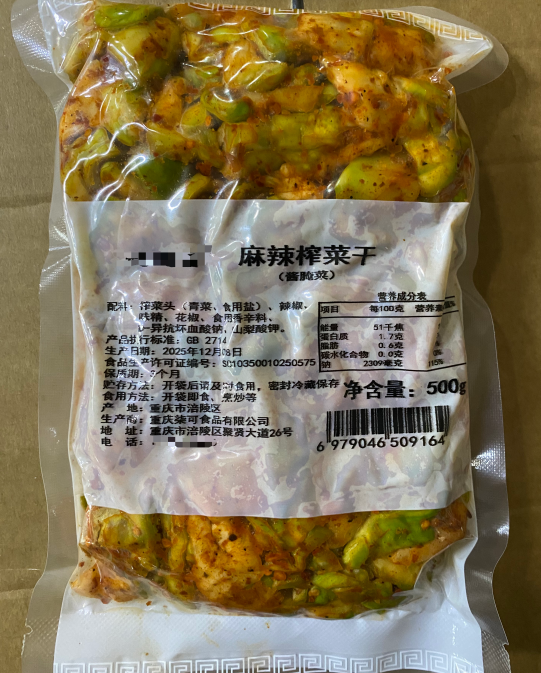 麻辣榨菜干
（酱腌菜）
配料：榨菜头（青菜、食用盐）、辣椒、
味精、花椒、食用香辛料、
D-异抗坏血酸钠，山梨酸钾。
产品执行标准：GB 2714
生产日期：2025年12月08日
食品生产许可证编号：SC10350010250575
保质期：个月
贮存方法：开袋后请及时食用，密封冷藏保存
食用方法：开袋即食、烹炒等
产 地：重庆市涪陵区
生产商：重庆柒可食品有限公司
地 址：重庆市涪陵区聚贤大道26号
电 话：
营养成分表
项目 每100克 营养素
能量 51千焦
蛋白质 1.7克
脂肪 0.6克
碳水化合物 0.0克
钠 2309毫克 115%
净含量：500g
6 979046 509164